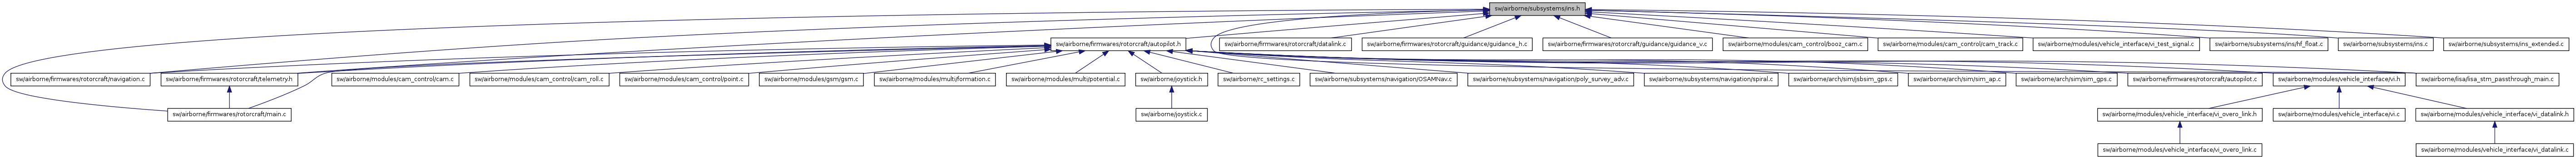 sw/airborne/subsystems/ins.h
sw/airborne/firmwares/rotorcraft/autopilot.h
sw/airborne/firmwares/rotorcraft/datalink.c
sw/airborne/firmwares/rotorcraft/guidance/guidance_h.c
sw/airborne/firmwares/rotorcraft/guidance/guidance_v.c
sw/airborne/modules/cam_control/booz_cam.c
sw/airborne/modules/cam_control/cam_track.c
sw/airborne/modules/vehicle_interface/vi_test_signal.c
sw/airborne/subsystems/ins/hf_float.c
sw/airborne/subsystems/ins.c
sw/airborne/subsystems/ins_extended.c
sw/airborne/firmwares/rotorcraft/navigation.c
sw/airborne/firmwares/rotorcraft/telemetry.h
sw/airborne/modules/cam_control/cam.c
sw/airborne/modules/cam_control/cam_roll.c
sw/airborne/modules/cam_control/point.c
sw/airborne/modules/gsm/gsm.c
sw/airborne/modules/multi/formation.c
sw/airborne/modules/multi/potential.c
sw/airborne/joystick.h
sw/airborne/rc_settings.c
sw/airborne/subsystems/navigation/OSAMNav.c
sw/airborne/subsystems/navigation/poly_survey_adv.c
sw/airborne/subsystems/navigation/spiral.c
sw/airborne/arch/sim/jsbsim_gps.c
sw/airborne/arch/sim/sim_ap.c
sw/airborne/arch/sim/sim_gps.c
sw/airborne/firmwares/rotorcraft/autopilot.c
sw/airborne/modules/vehicle_interface/vi.h
sw/airborne/lisa/lisa_stm_passthrough_main.c
sw/airborne/firmwares/rotorcraft/main.c
sw/airborne/joystick.c
sw/airborne/modules/vehicle_interface/vi_overo_link.h
sw/airborne/modules/vehicle_interface/vi.c
sw/airborne/modules/vehicle_interface/vi_datalink.h
sw/airborne/modules/vehicle_interface/vi_overo_link.c
sw/airborne/modules/vehicle_interface/vi_datalink.c